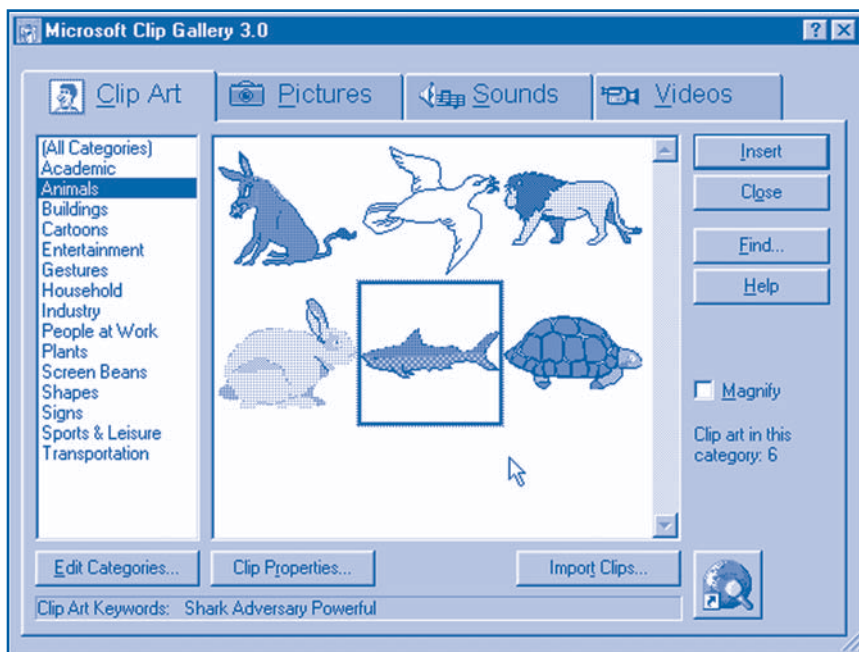 Microsoft Clip Gallery 3.0
Clip Art
Pictures
Sounds
Videos
(All Categories)
Academic
Animals
Buildings
Cartoons
Entertainment
Gestures
Household
Industry
People at Work
Plants
Screen Beans
Shapes
Signs
Sports & Leisure
Transportation
Insert
Close
Find...
Help
Magnify
Clip art in this
category: 6
Edit Categories...
Clip Properties...
Import Clips...
Clip Art Keywords: Shark Adversary Powerful